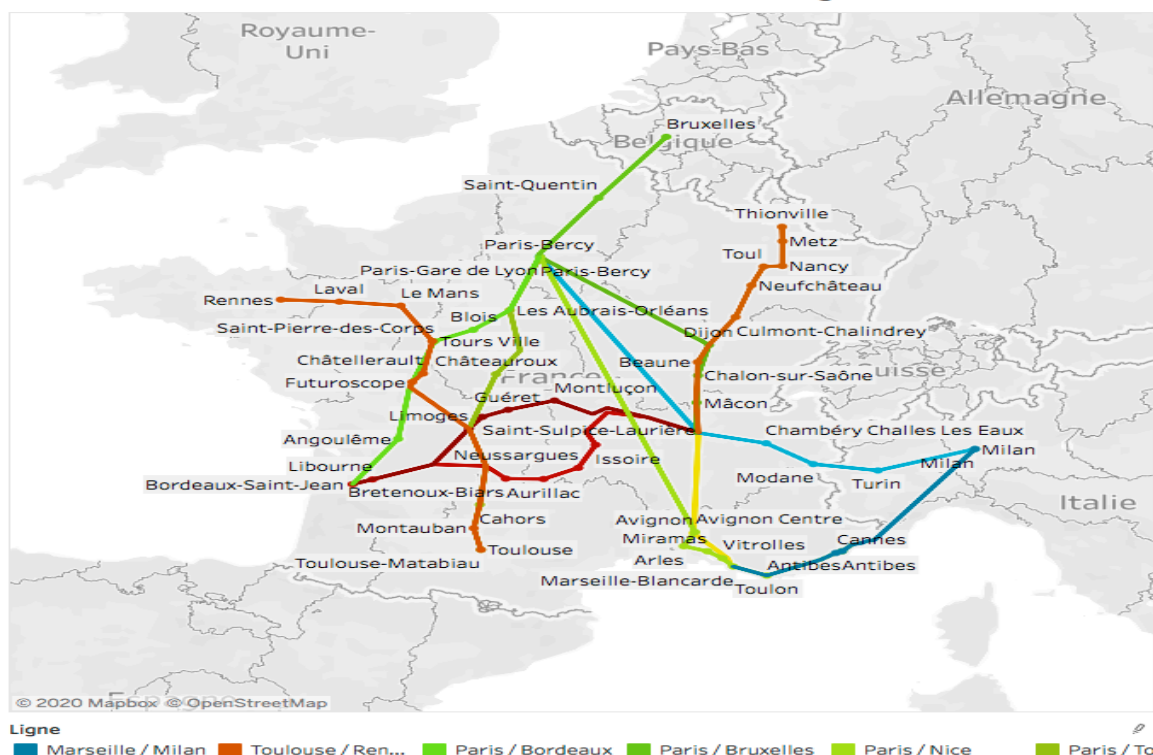 Royaume-
Uni
Pays-Bas
Allemagne
Bruxelles
Belgique
Saint-Quentin
Thionville
Paris-Bercy
Metz
Toul
Nancy
Paris-Gare de Lyon
Paris-Bercy
Neufchâteau
Laval
Rennes
Le Mans
Les Aubrais-Orléans
Blois
Saint-Pierre-des-Corps
Dijon
Culmont-Chalindrey
Tours Ville
Châtellerault
Châteauroux
Beaune
Futuroscope
France
Chalon-sur-Saône
uisse
Montluçon
Guéret
Mâcon
Limoges
Saint-Sulpice-Laurière
Chambéry Challes Les Eaux
Angoulême
Milan
Neussargues
Issoire
Milan
Libourne
Modane
Turin
Bordeaux-Saint-Jean
Bretenoux-Biars
Aurillac
Italie
Cahors
Avignon
Avignon Centre
Montauban
Miramas
Cannes
Vitrolles
Toulouse
Arles
Toulouse-Matabiau
Antibes
Antibes
Marseille-Blancarde
Toulon
© 2020 Mapbox © OpenStreetMap
Ligne
Marseille / Milan
Toulouse / Ren...
Paris / Bordeaux
Paris / Bruxelles
Paris / Nice
Paris / To